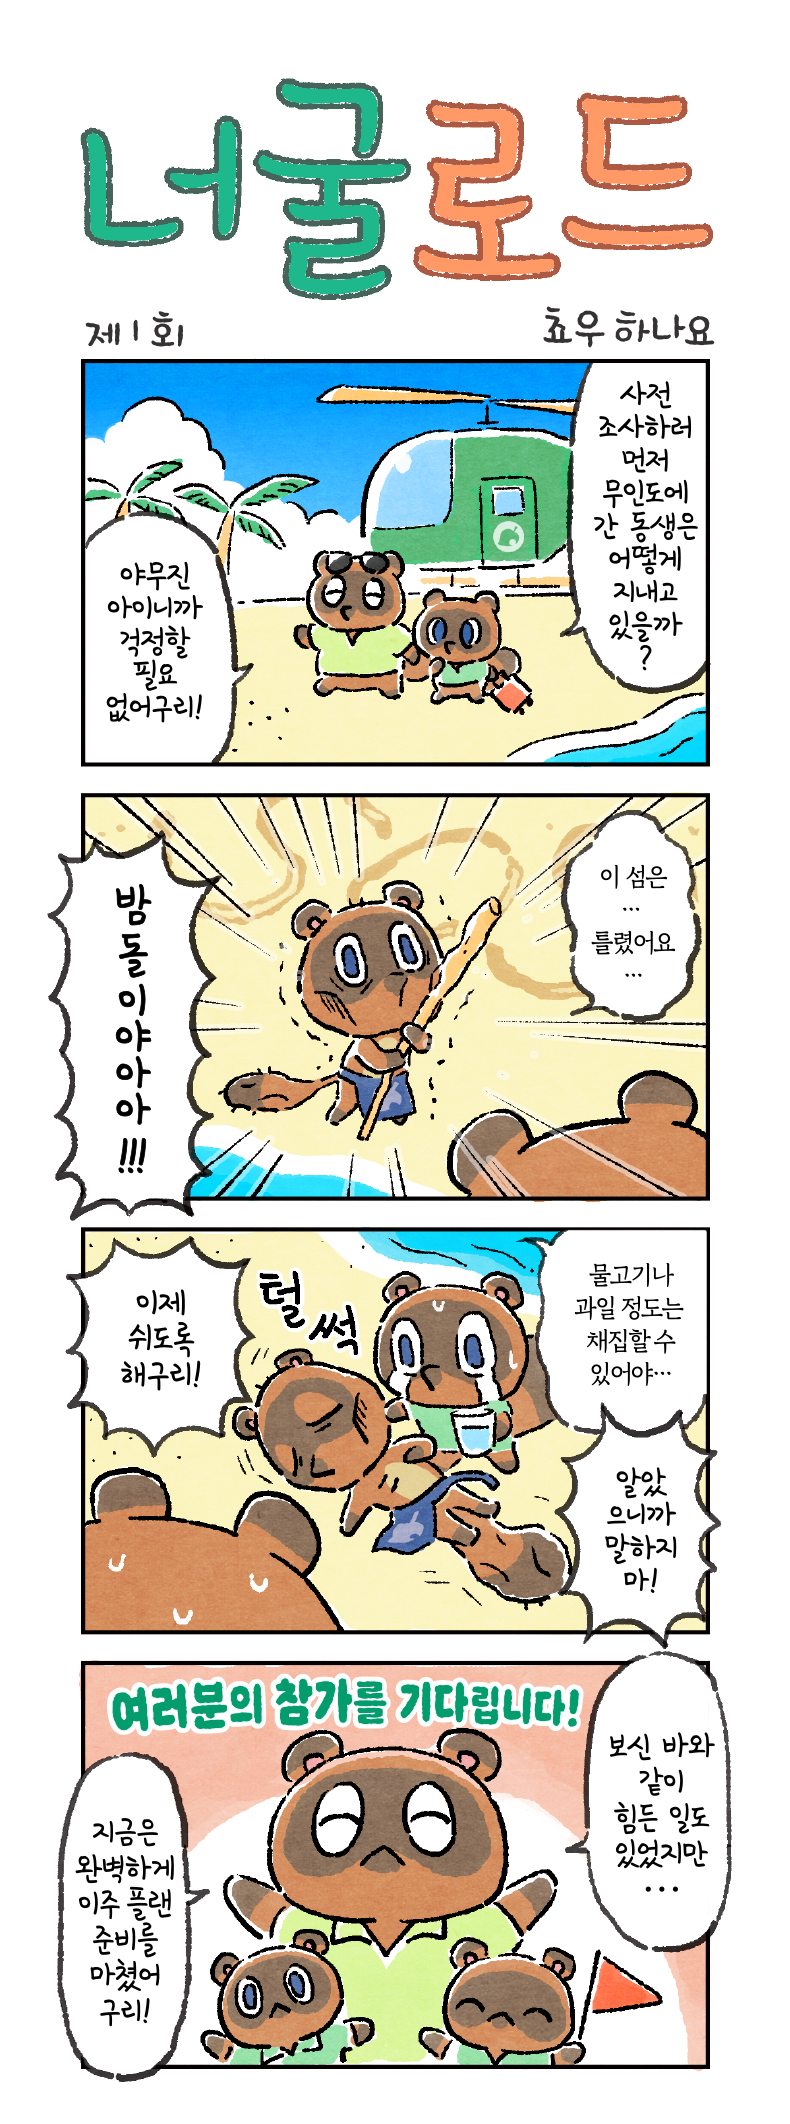 너굴로드
제1회
쵸우 하나요
사전
조사하러
먼저
무인도에
간 동생은
어떻게
지내고
있을까
?
야무진
아이니까
걱정할
필요
없어구리!
이 섬은
…
틀렸어요
…
밤
돌
이
야
아
아
!!!
물고기나
과일 정도는
채집할 수
있어야…
털
썩
이제
쉬도록
해구리!
알았
으니까
말하지
마!
여러분의 참가를 기다립니다!
보신 바와
같이
힘든 일도
있었지만
...
지금은
완벽하게
이주 플랜
준비를
마쳤어
구리!